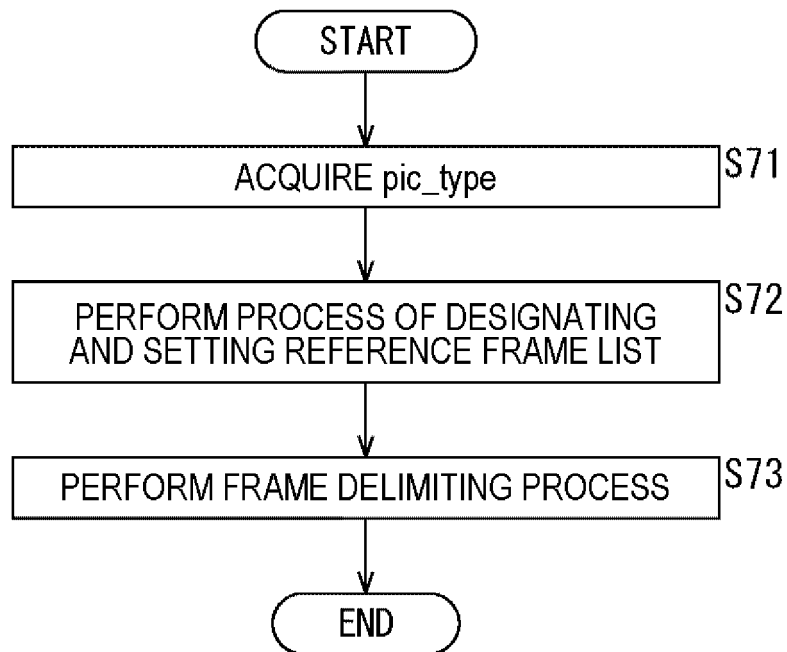 START
ACQUIRE pic_type
S71
PERFORM PROCESS OF DESIGNATING
AND SETTING REFERENCE FRAME LIST
S72
PERFORM FRAME DELIMITING PROCESS
S73
END